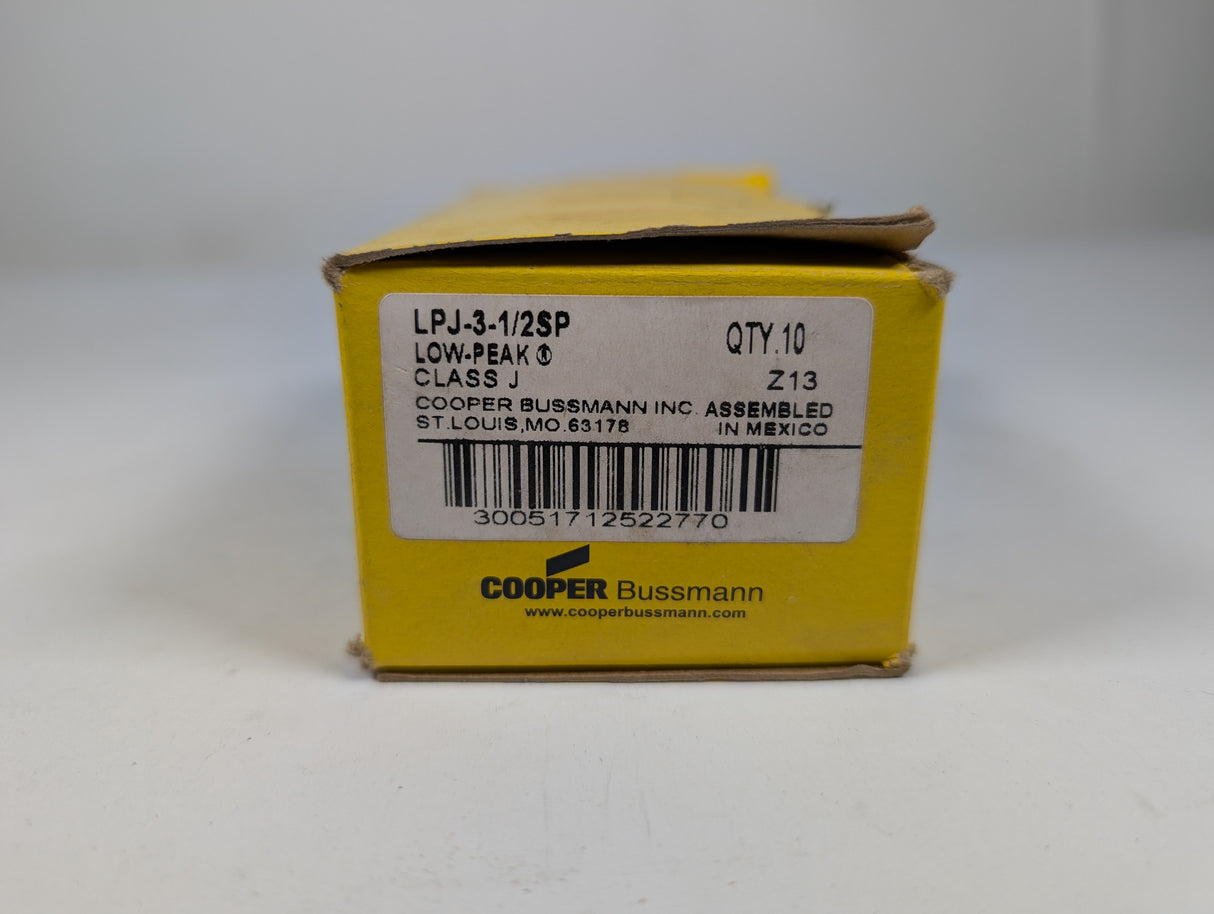 LPJ-3-1/2SP
QTY.10
LOW-PEAK ®
CLASS J
Z13
COOPER BUSSMANN INC. ASSEMBLED
ST.LOUIS,MO.63178 IN MEXICO
30051712522770
COOPER Bussmann
www.cooperbussmann.com